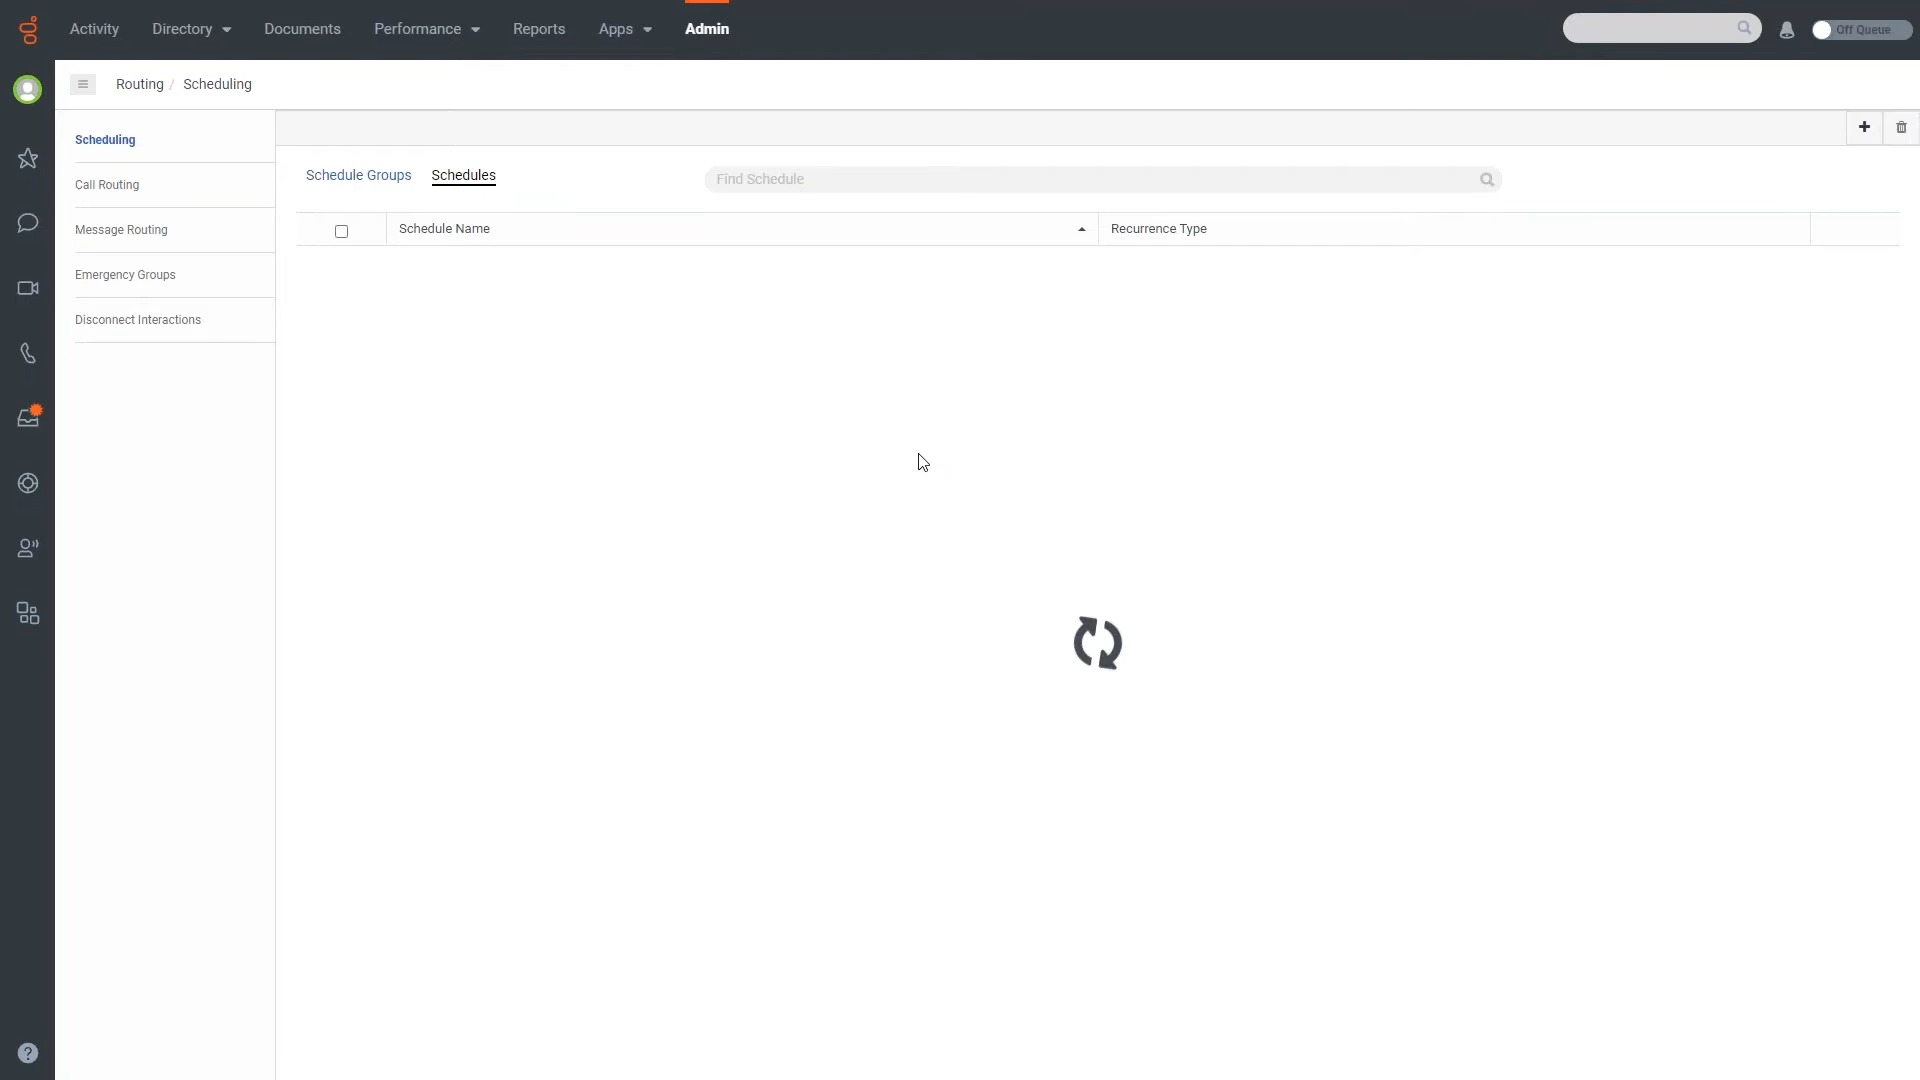 Activity
Directory
Documents
Performance
Reports
Apps
Admin
Off Queue
Routing / Scheduling
Scheduling
Call Routing
Message Routing
Emergency Groups
Disconnect Interactions
Schedule Groups
Schedules
Find Schedule
Schedule Name
Recurrence Type